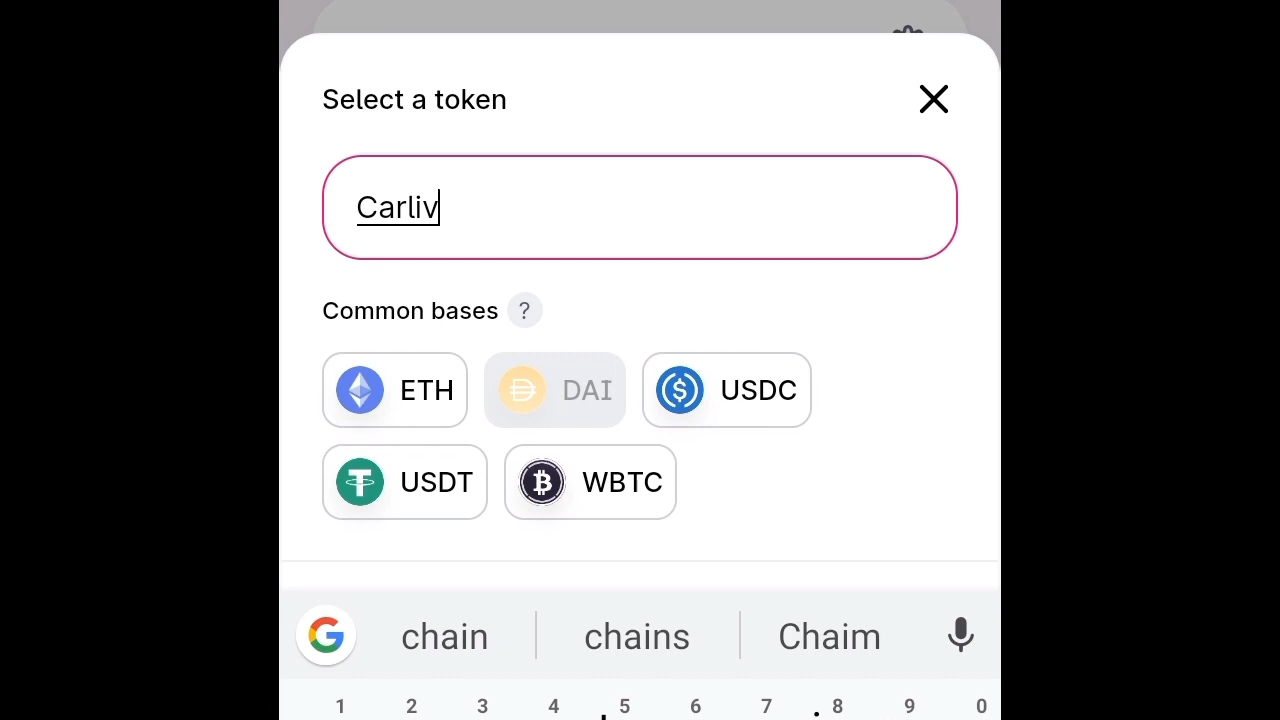 Select a token
Carliv
Common bases ?
ETH DAI USDC
USDT WBTC
chain chains Chaim
1 2 3 4 5 6 7 8 9 0